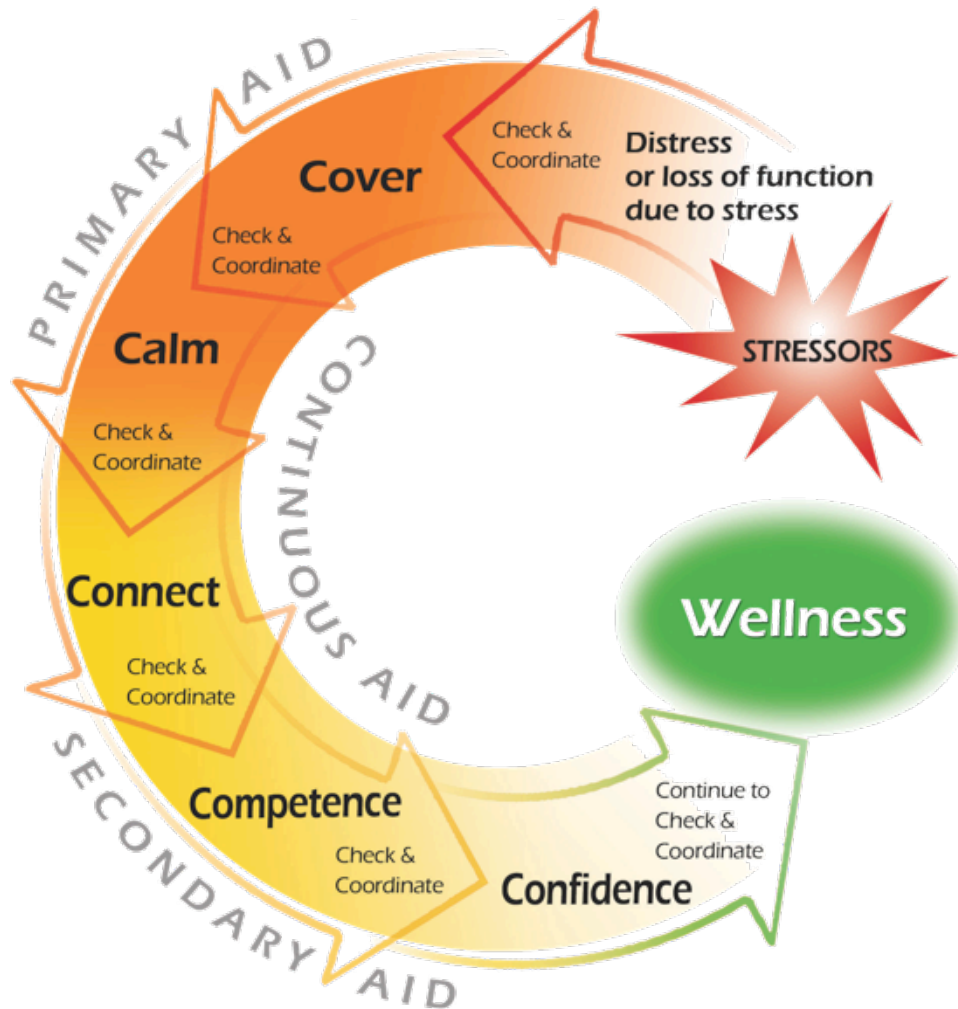 STRESSORS
Distress
or loss of function
due to stress
Check &
Coordinate
Cover
Check &
Coordinate
PRIMARY AID
Calm
Check &
Coordinate
CONTINUOUS AID
Connect
Check &
Coordinate
SECONDARY AID
Competence
Check &
Coordinate
Confidence
Continue to
Check &
Coordinate
Wellness